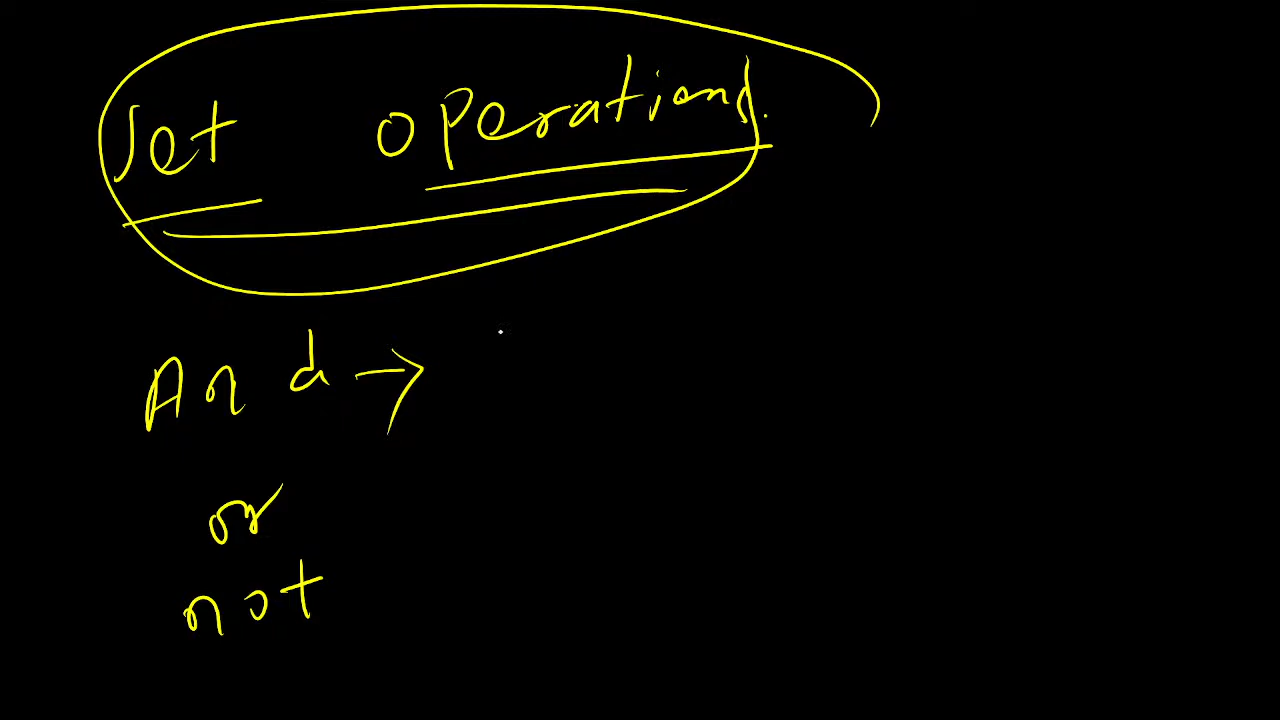 Set operations.
And →
or
not